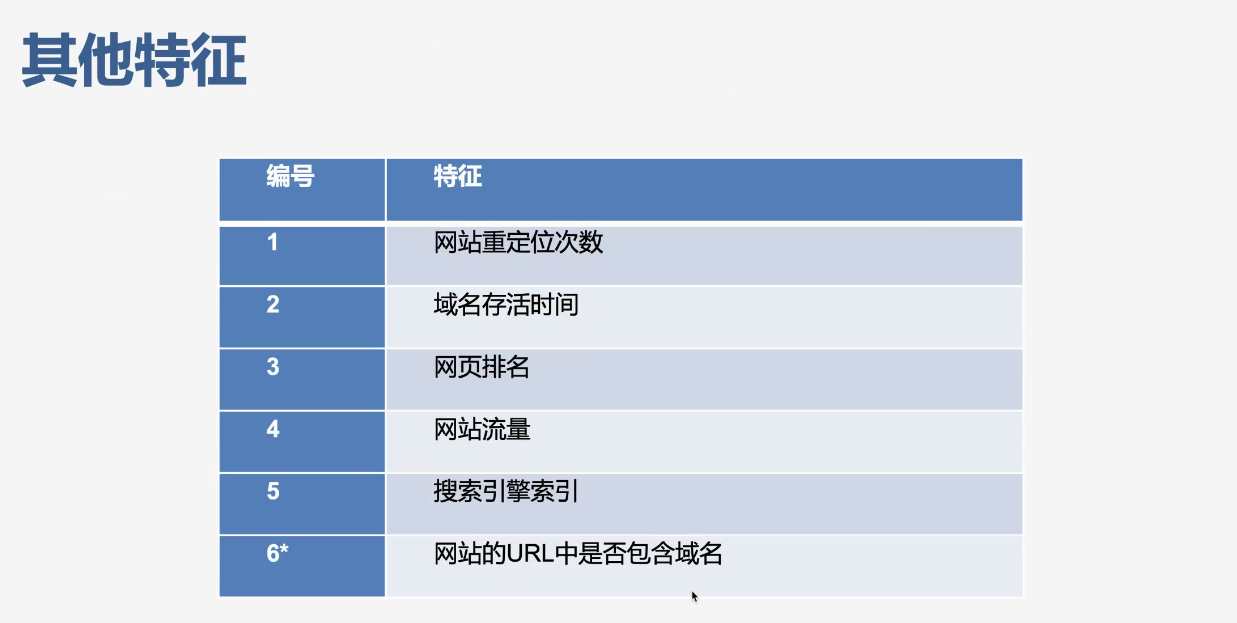 其他特征
编号 特征
1 网站重定位次数
2 域名存活时间
3 网页排名
4 网站流量
5 搜索引擎索引
6* 网站的URL中是否包含域名